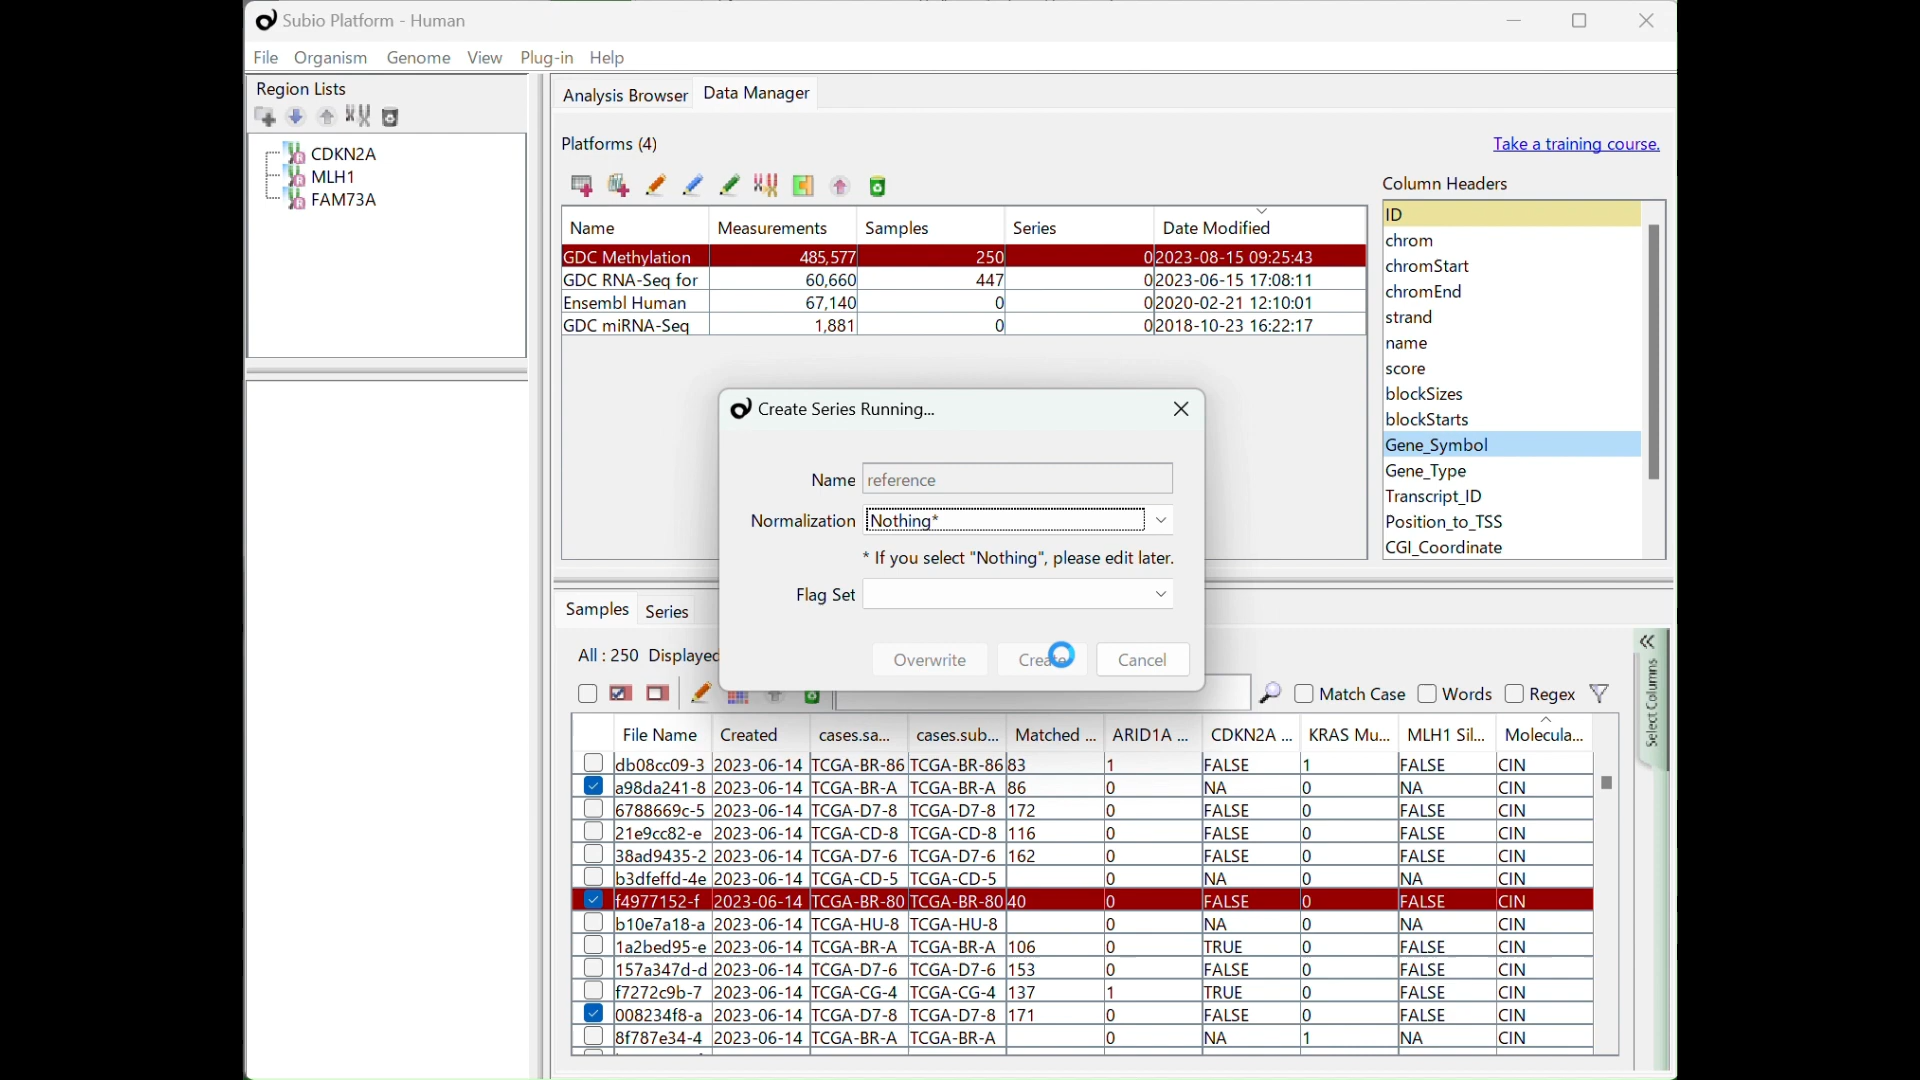 Subio Platform - Human
File Organism Genome View Plug-in Help
Region Lists
CDKN2A
MLH1
FAM73A
Analysis Browser Data Manager
Platforms (4)
Take a training course.
Name Measurements Samples Series Date Modified
GDC Methylation 485,577 250 0 2023-08-15 09:25:43
GDC RNA-Seq for 60,660 447 0 2023-06-15 17:08:11
Ensembl Human 67,140 0 0 2020-02-21 12:10:01
GDC miRNA-Seq 1,881 0 0 2018-10-23 16:22:17
Column Headers
ID
chrom
chromStart
chromEnd
strand
name
score
blockSizes
blockStarts
Gene_Symbol
Gene_Type
Transcript_ID
Position_to_TSS
CGI_Coordinate
Create Series Running...
Name reference
Normalization Nothing*
* If you select "Nothing", please edit later.
Flag Set
Overwrite Create Cancel
Samples Series
All : 250 Displayed
Match Case Words Regex
Select Columns
File Name Created cases.sa... cases.sub... Matched ... ARID1A ... CDKN2A ... KRAS Mu... MLH1 Sil... Molecula...
db08cc09-3 2023-06-14 TCGA-BR-86 TCGA-BR-86 83 1 FALSE 1 FALSE CIN
a98da241-8 2023-06-14 TCGA-BR-A TCGA-BR-A 86 0 NA 0 NA CIN
6788669c-5 2023-06-14 TCGA-D7-8 TCGA-D7-8 172 0 FALSE 0 FALSE CIN
21e9cc82-e 2023-06-14 TCGA-CD-8 TCGA-CD-8 116 0 FALSE 0 FALSE CIN
38ad9435-2 2023-06-14 TCGA-D7-6 TCGA-D7-6 162 0 FALSE 0 FALSE CIN
b3dfeffd-4e 2023-06-14 TCGA-CD-5 TCGA-CD-5 0 NA 0 NA CIN
f4977152-f 2023-06-14 TCGA-BR-80 TCGA-BR-80 40 0 FALSE 0 FALSE CIN
b10e7a18-a 2023-06-14 TCGA-HU-8 TCGA-HU-8 0 NA 0 NA CIN
1a2bed95-e 2023-06-14 TCGA-BR-A TCGA-BR-A 106 0 TRUE 0 FALSE CIN
157a347d-d 2023-06-14 TCGA-D7-6 TCGA-D7-6 153 0 FALSE 0 FALSE CIN
f7272c9b-7 2023-06-14 TCGA-CG-4 TCGA-CG-4 137 1 TRUE 0 FALSE CIN
008234f8-a 2023-06-14 TCGA-D7-8 TCGA-D7-8 171 0 FALSE 0 FALSE CIN
8f787e34-4 2023-06-14 TCGA-BR-A TCGA-BR-A 0 NA 1 NA CIN